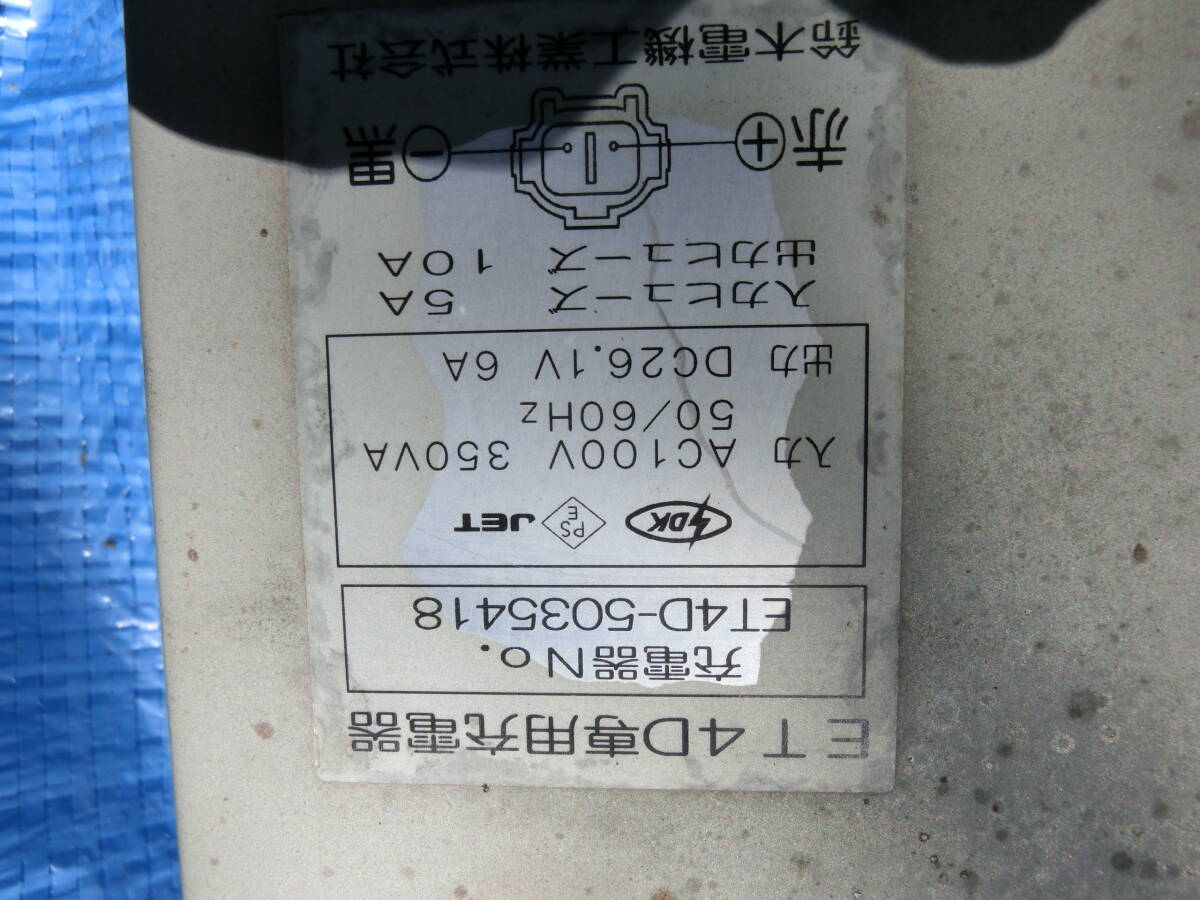 ET4D専用充電器
充電器No.
ET4D-5035418
SDK PS E JET
入力 AC100V 350VA
50/60Hz
出力 DC26.1V 6A
入力ヒューズ 5A
出力ヒューズ 10A
赤 + - 黒
鈴木電機工業株式会社